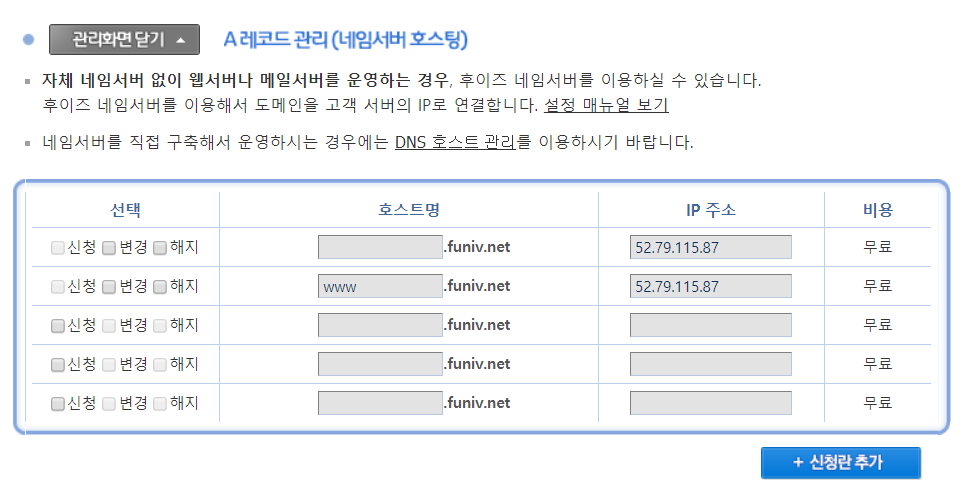 관리화면 닫기 ▲ A 레코드 관리 (네임서버 호스팅)
자체 네임서버 없이 웹서버나 메일서버를 운영하는 경우, 후이즈 네임서버를 이용하실 수 있습니다.
후이즈 네임서버를 이용해서 도메인을 고객 서버의 IP로 연결합니다. 설정 매뉴얼 보기
네임서버를 직접 구축해서 운영하시는 경우에는 DNS 호스트 관리를 이용하시기 바랍니다.
선택 호스트명 IP 주소 비용
신청 변경 해지 .funiv.net 52.79.115.87 무료
신청 변경 해지 www .funiv.net 52.79.115.87 무료
신청 변경 해지 .funiv.net 무료
신청 변경 해지 .funiv.net 무료
신청 변경 해지 .funiv.net 무료
+ 신청란 추가